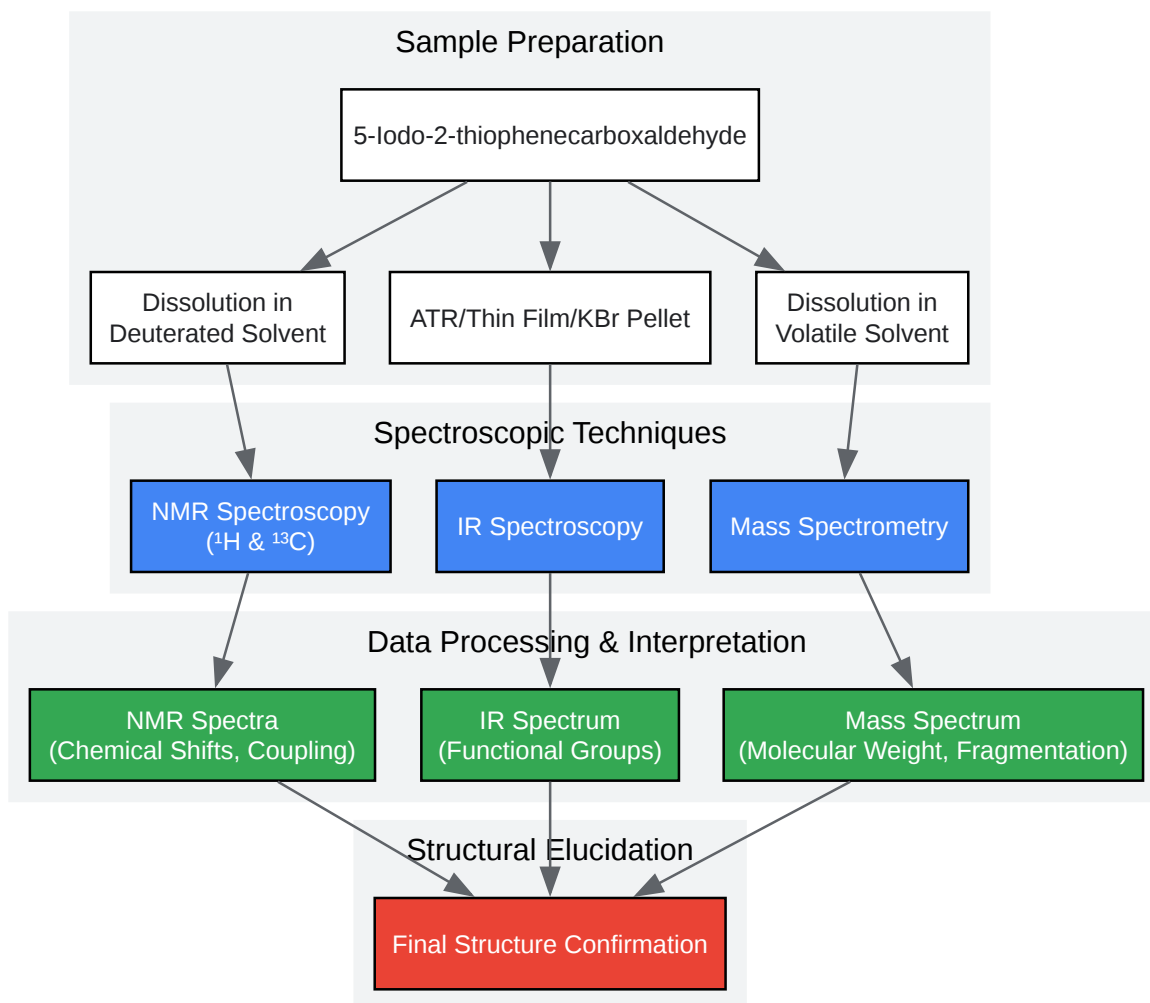 Sample Preparation
5-Iodo-2-thiophenecarboxaldehyde
Dissolution in
Deuterated Solvent
ATR/Thin Film/KBr Pellet
Dissolution in
Volatile Solvent
Spectroscopic Techniques
NMR Spectroscopy
(¹H & ¹³C)
IR Spectroscopy
Mass Spectrometry
Data Processing & Interpretation
NMR Spectra
(Chemical Shifts, Coupling)
IR Spectrum
(Functional Groups)
Mass Spectrum
(Molecular Weight, Fragmentation)
Structural Elucidation
Final Structure Confirmation